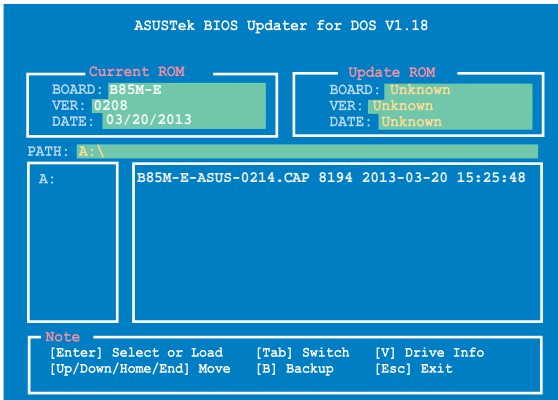 ASUSTek BIOS Updater for DOS V1.18
Current ROM
BOARD: B85M-E
VER: 0208
DATE: 03/20/2013
Update ROM
BOARD: Unknown
VER: Unknown
DATE: Unknown
PATH: A:\
A:
B85M-E-ASUS-0214.CAP 8194 2013-03-20 15:25:48
Note
[Enter] Select or Load [Tab] Switch [V] Drive Info
[Up/Down/Home/End] Move [B] Backup [Esc] Exit